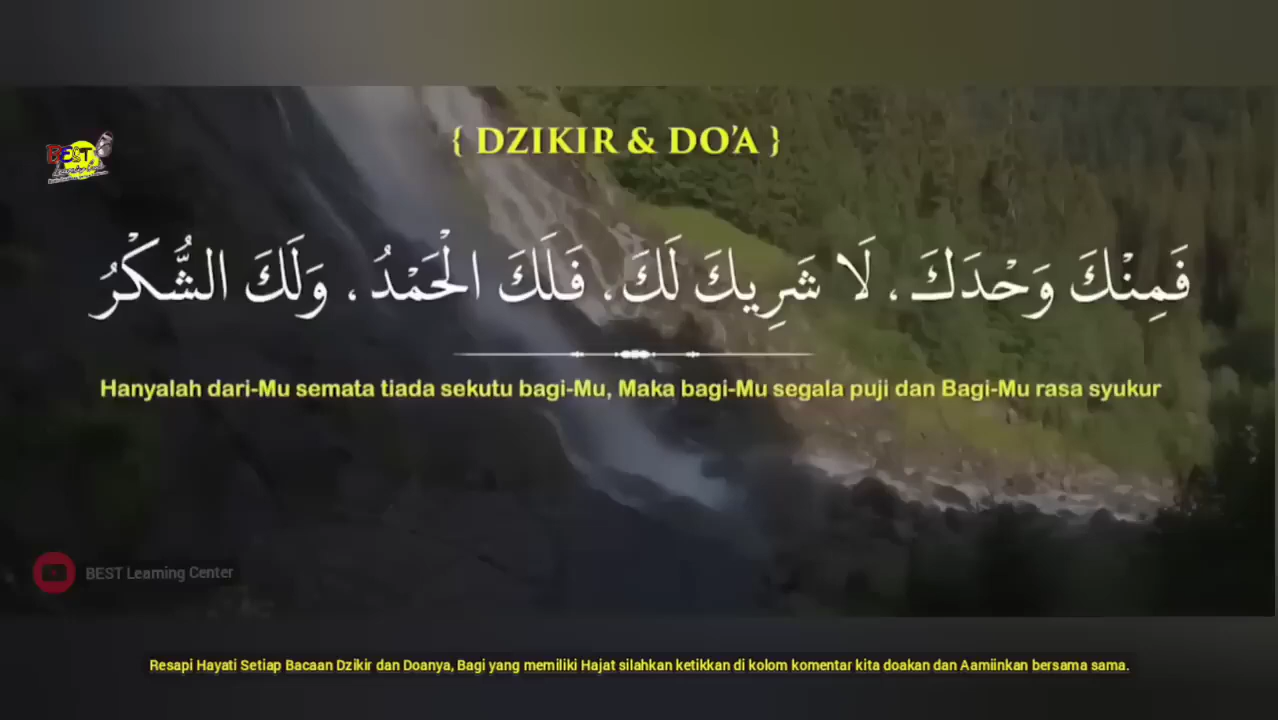 { DZIKIR & DO'A }
BEST
فَمِنْكَ وَحْدَكَ، لَا شَرِيكَ لَكَ، فَلَكَ الْحَمْدُ، وَلَكَ الشُّكْرُ
Hanyalah dari-Mu semata tiada sekutu bagi-Mu, Maka bagi-Mu segala puji dan Bagi-Mu rasa syukur
BEST Learning Center
Resapi Hayati Setiap Bacaan Dzikir dan Doanya, Bagi yang memiliki Hajat silahkan ketikkan di kolom komentar kita doakan dan Aamiinkan bersama sama.